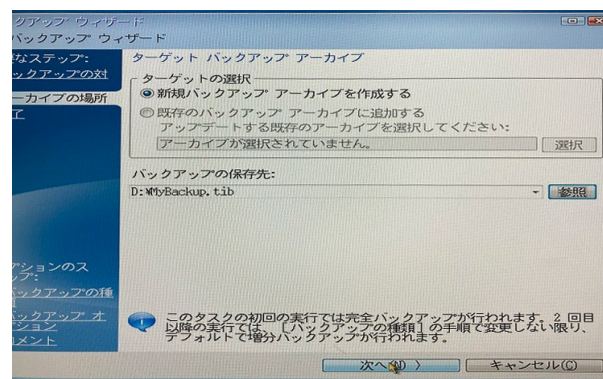 クアップ ウィザード
バックアップ ウィザード
なステップ:
ックアップの対
ーカイブの場所
了
ターゲット バックアップ アーカイブ
ターゲットの選択
新規バックアップ アーカイブを作成する
既存のバックアップ アーカイブに追加する
アップデートする既存のアーカイブを選択してください:
アーカイブが選択されていません。
選択
バックアップの保存先:
D:¥MyBackup.tib
参照
プションのス
ップ:
ックアップの種
ックアップ オ
ション
メント
このタスクの初回の実行では完全バックアップが行われます。2 回目
以降の実行では、[バックアップの種類] の手順で変更しない限り、
デフォルトで増分バックアップが行われます。
次へ(N) >
キャンセル(C)